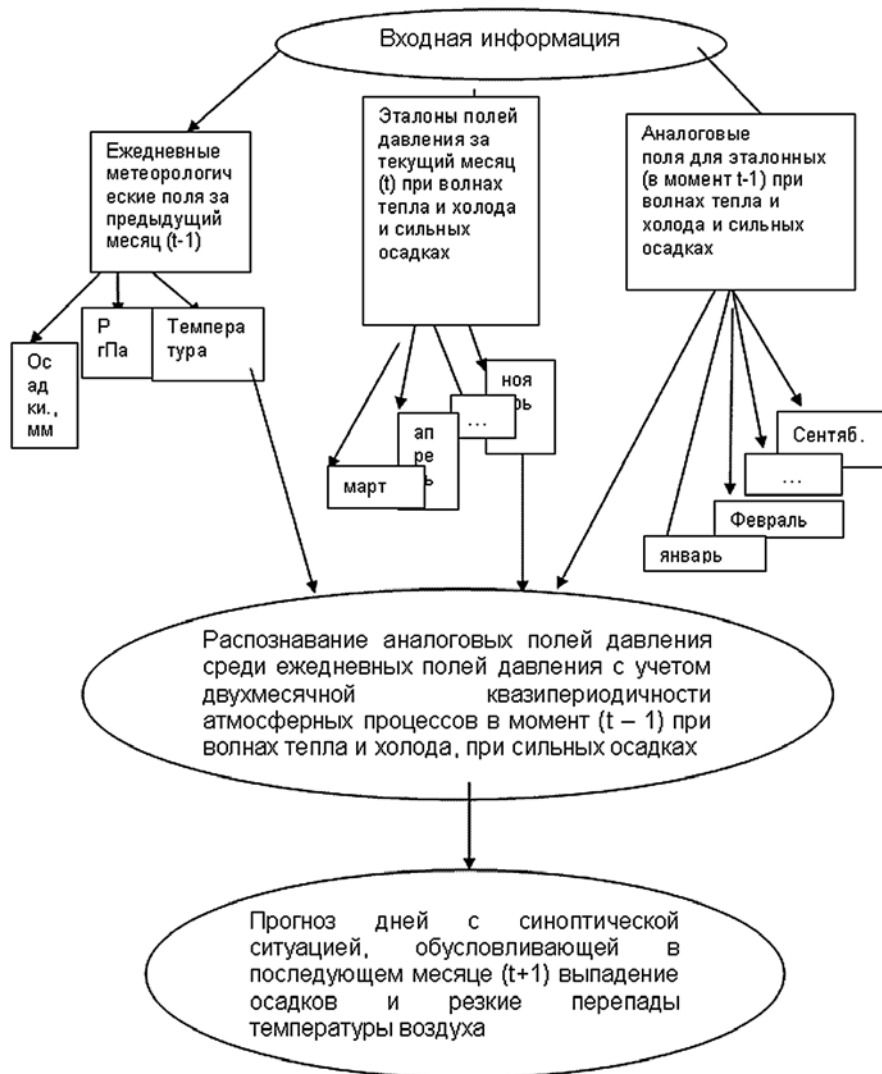 Входная информация
Ежедневные
метеорологич
еские поля за
предыдущий
месяц (t-1)
Эталоны полей
давления за
текущий месяц
(t) при волнах
тепла и холода
и сильных
осадках
Аналоговые
поля для эталонных
(в момент t-1) при
волнах тепла и
холода и сильных
осадках
Ос
ад
ки.,
мм
Р
гПа
Темпера
тура
март
ап
ре
ь
…
ноя
рь
январь
Февраль
…
Сентяб.
Распознавание аналоговых полей давления
среди ежедневных полей давления с учетом
двухмесячной квазипериодичности
атмосферных процессов в момент (t – 1) при
волнах тепла и холода, при сильных осадках
Прогноз дней с синоптической
ситуацией, обусловливающей в
последующем месяце (t+1) выпадение
осадков и резкие перепады
температуры воздуха